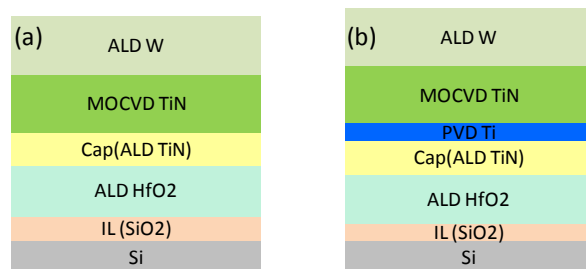 (a)
ALD W
MOCVD TiN
Cap(ALD TiN)
ALD HfO2
IL (SiO2)
Si
(b)
ALD W
MOCVD TiN
PVD Ti
Cap(ALD TiN)
ALD HfO2
IL (SiO2)
Si